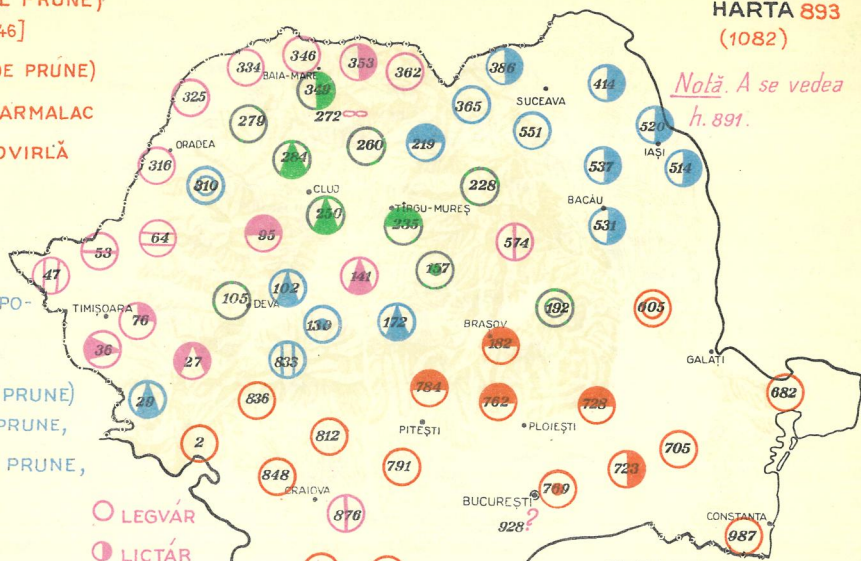 PRUNE)
46]
DE PRUNE)
ARMALAC
OVIRLĂ
HARTA 893
(1082)
Notă. A se vedea
h. 891.
346
334
353
362
386
BAIA-MARE
349
325
272
414
365
SUCEAVA
279
551
520
ORADEA
260
219
IAȘI
284
316
537
514
310
228
CLUJ
BACĂU
250
TÎRGU-MUREȘ
235
531
95
574
64
53
47
141
157
102
105
DEVA
192
605
PO-
TIMIȘOARA
76
130
172
BRAȘOV
182
36
27
833
GALAȚI
PRUNE)
29
836
784
762
728
682
PRUNE,
PITEȘTI
PLOIEȘTI
2
812
705
PRUNE,
848
791
723
CRAIOVA
769
BUCUREȘTI
LEGVÁR
876
928?
CONSTANTA
987
LICTÁR